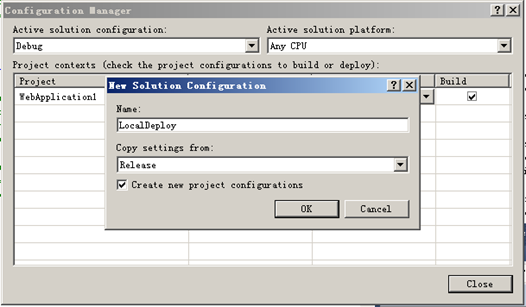 Configuration Manager
Active solution configuration:
Active solution platform:
Debug
Any CPU
Project contexts (check the project configurations to build or deploy):
Project
Build
WebApplication1
New Solution Configuration
Name:
LocalDeploy
Copy settings from:
Release
Create new project configurations
OK
Cancel
Close